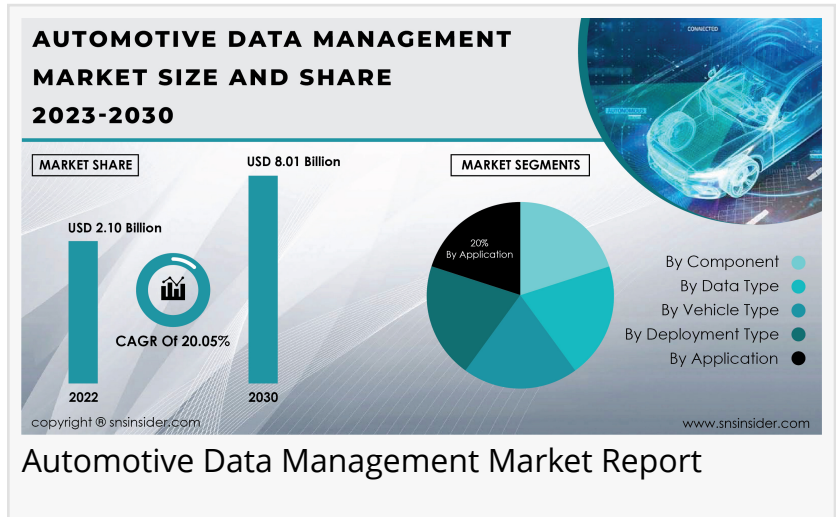 AUTOMOTIVE DATA MANAGEMENT
MARKET SIZE AND SHARE
2023-2030
CONNECTED
AUTONOMOUS
MARKET SHARE
USD 8.01 Billion
USD 2.10 Billion
CAGR Of 20.05%
2022
2030
MARKET SEGMENTS
20%
By Application
By Component
By Data Type
By Vehicle Type
By Deployment Type
By Application
copyright ® snsinsider.com
www.snsinsider.com
Automotive Data Management Market Report